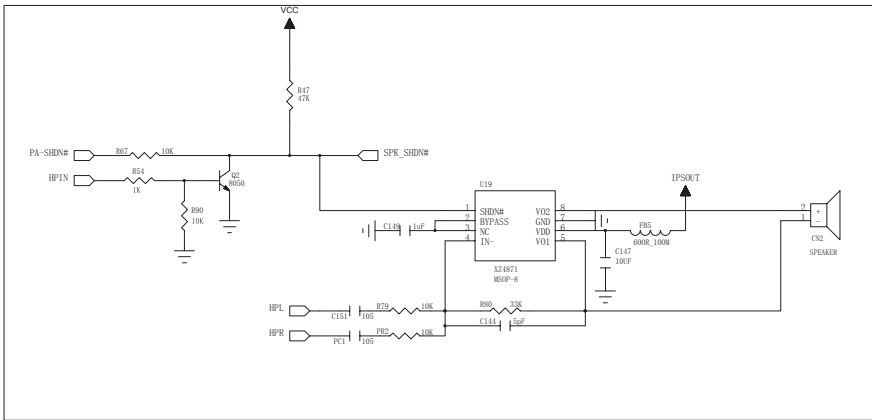 VCC
R47
47K
PA-SHDN#
R67
10K
SPK_SHDN#
HPIN
R54
1K
Q2
8050
R90
10K
U19
IPSOUT
1
SHDN#
VO2
8
2
BYPASS
GND
7
3
NC
VDD
6
4
IN-
VO1
5
C149
1uF
FB5
600R_100M
2
+
1
-
CN2
SPEAKER
C147
10UF
XZ4871
MSOP-8
HPL
C151
105
R79
10K
R80
33K
C144
5pF
HPR
PC1
105
PR2
10K